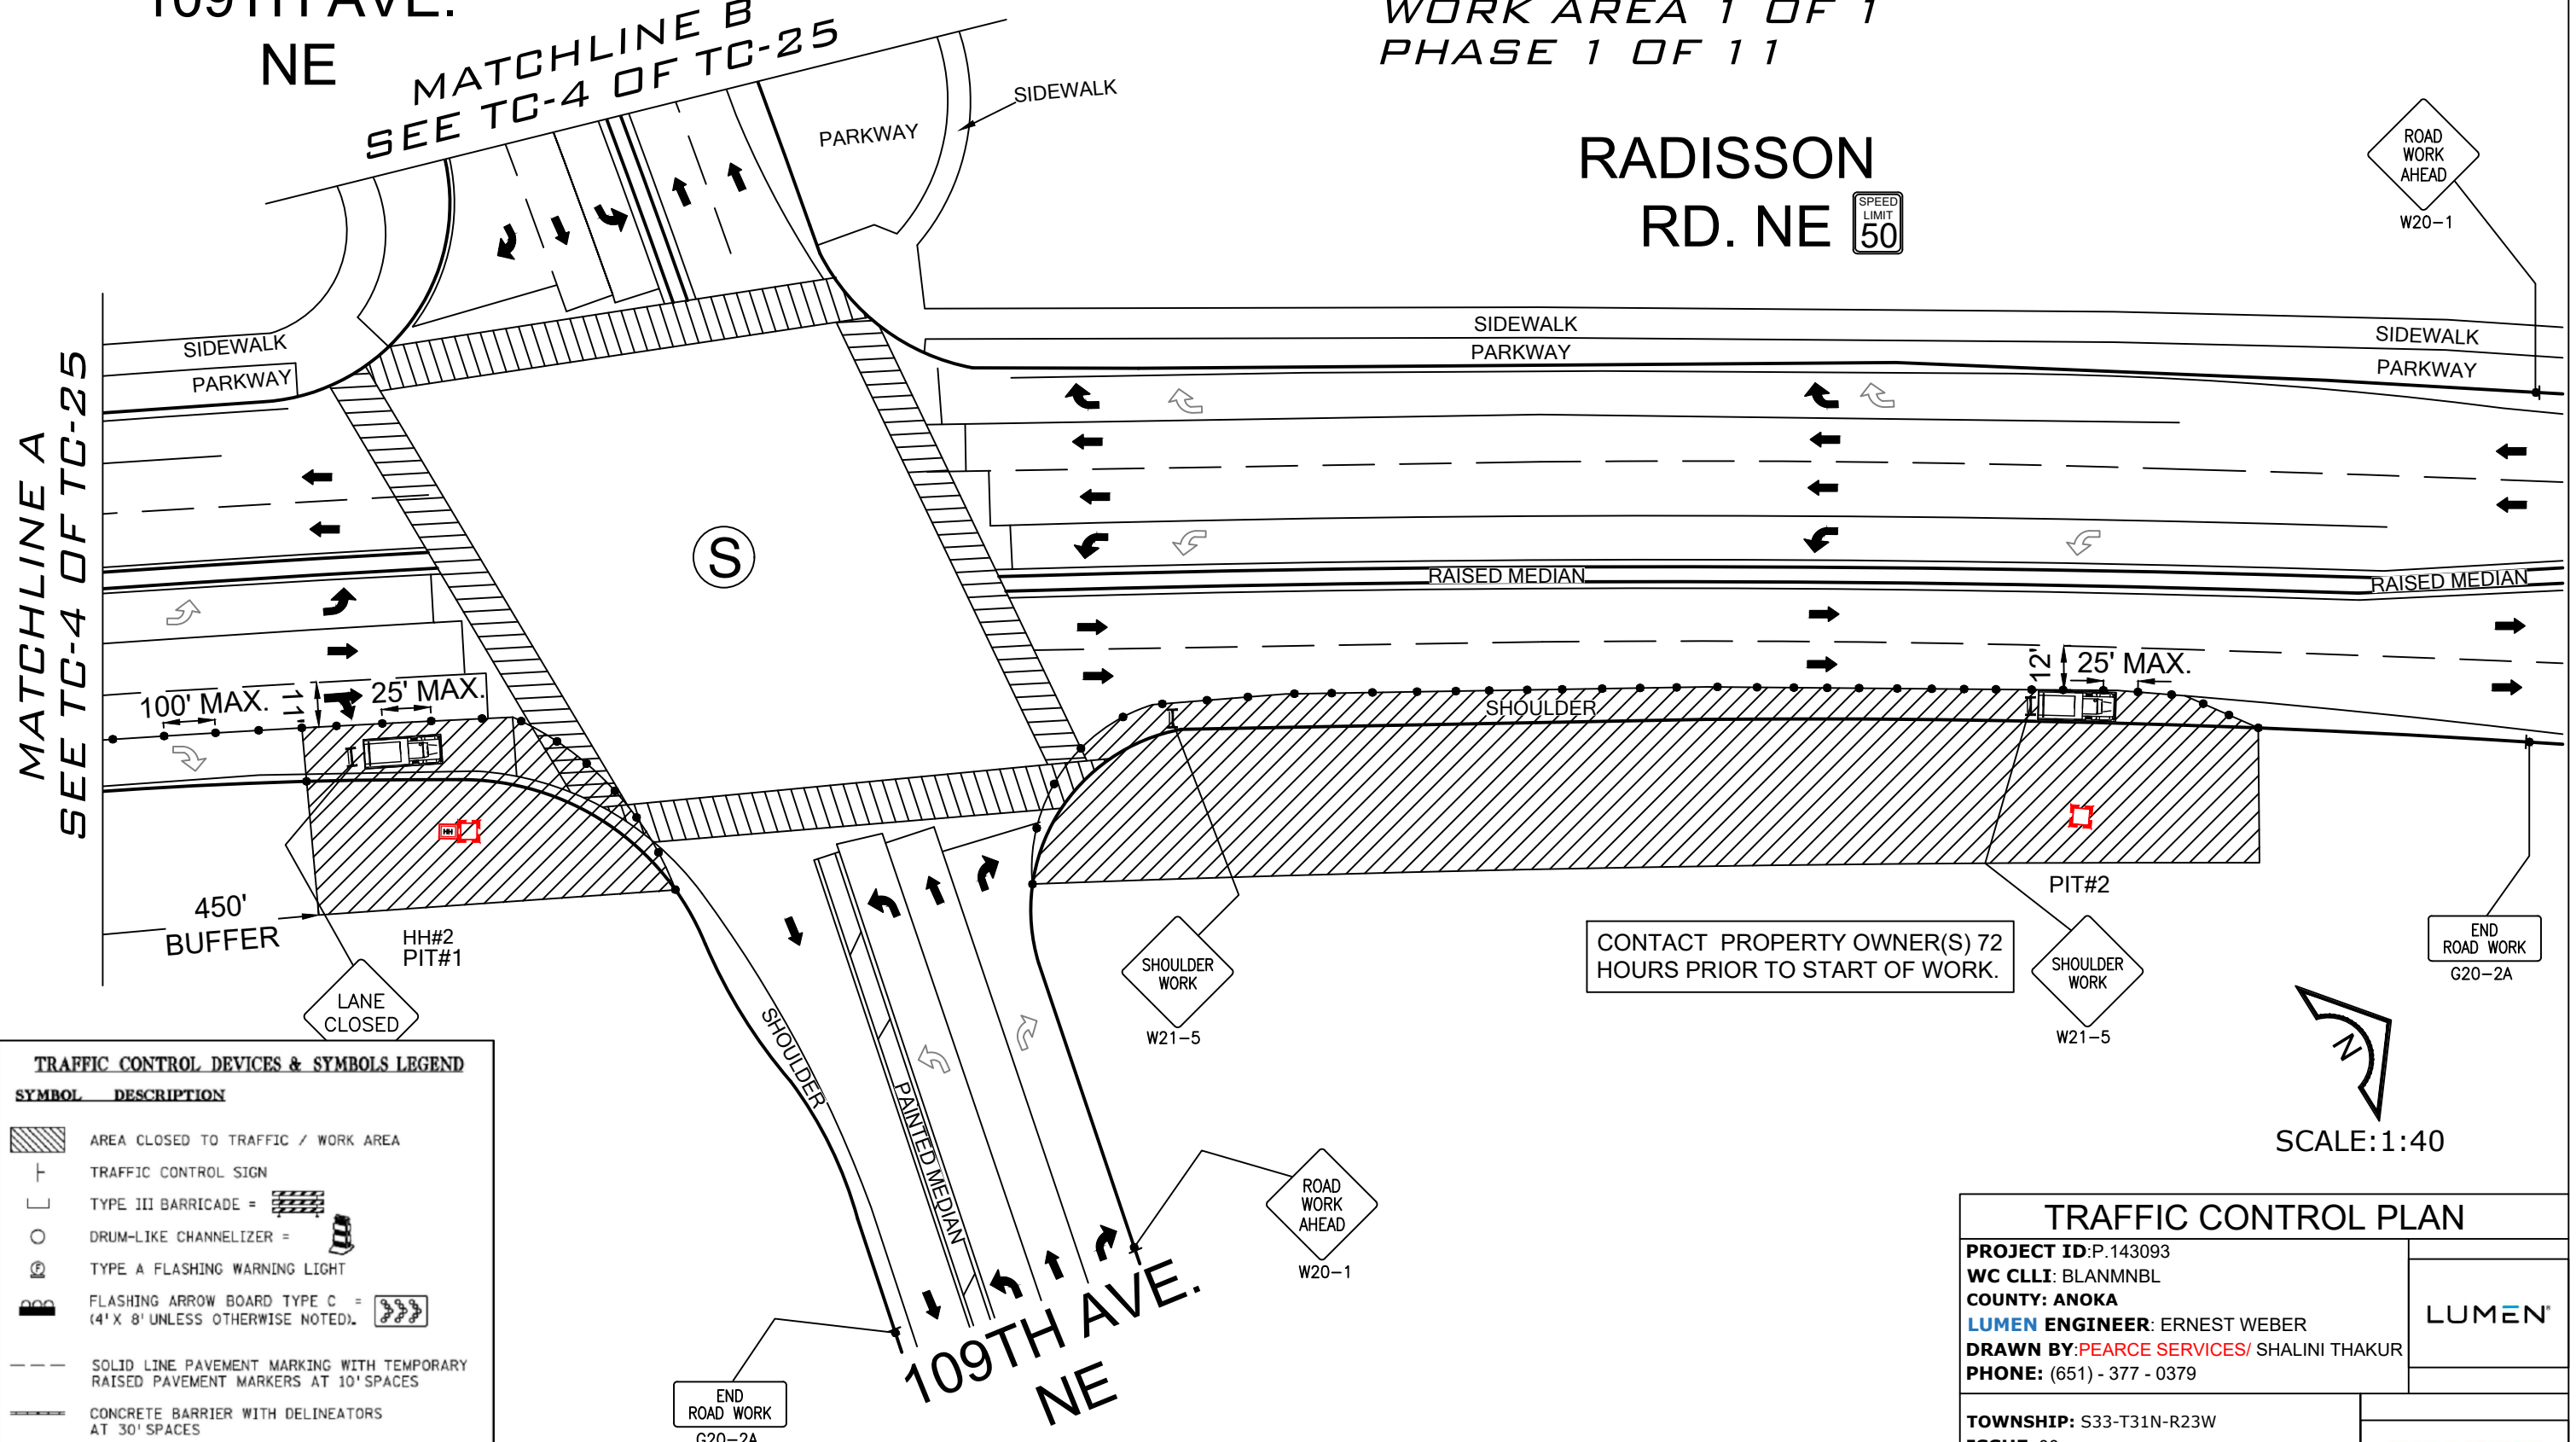 109TH AVE.
NE
MATCHLINE B
SEE TC-4 OF TC-25
WORK AREA 1 OF 1
PHASE 1 OF 11
SIDEWALK
PARKWAY
RADISSON
RD. NE
SPEED
LIMIT
50
ROAD
WORK
AHEAD
W20-1
SIDEWALK
PARKWAY
SIDEWALK
PARKWAY
SIDEWALK
PARKWAY
MATCHLINE A
SEE TC-4 OF TC-25
S
RAISED MEDIAN
RAISED MEDIAN
100' MAX.
11'
25' MAX.
12'
25' MAX.
SHOULDER
HH
450'
BUFFER
HH#2
PIT#1
PIT#2
LANE
CLOSED
SHOULDER
WORK
W21-5
CONTACT PROPERTY OWNER(S) 72
HOURS PRIOR TO START OF WORK.
SHOULDER
WORK
W21-5
END
ROAD WORK
G20-2A
N
SCALE:1:40
SHOULDER
PAINTED MEDIAN
ROAD
WORK
AHEAD
W20-1
109TH AVE.
NE
END
ROAD WORK
G20-2A
TRAFFIC CONTROL DEVICES & SYMBOLS LEGEND
SYMBOL DESCRIPTION
AREA CLOSED TO TRAFFIC / WORK AREA
TRAFFIC CONTROL SIGN
TYPE III BARRICADE =
DRUM-LIKE CHANNELIZER =
F TYPE A FLASHING WARNING LIGHT
FLASHING ARROW BOARD TYPE C =
(4' X 8' UNLESS OTHERWISE NOTED).
SOLID LINE PAVEMENT MARKING WITH TEMPORARY
RAISED PAVEMENT MARKERS AT 10' SPACES
CONCRETE BARRIER WITH DELINEATORS
AT 30' SPACES
TRAFFIC CONTROL PLAN
PROJECT ID:P.143093
WC CLLI: BLANMNBL
COUNTY: ANOKA
LUMEN ENGINEER: ERNEST WEBER
DRAWN BY:PEARCE SERVICES/ SHALINI THAKUR
PHONE: (651) - 377 - 0379
LUMEN®
TOWNSHIP: S33-T31N-R23W